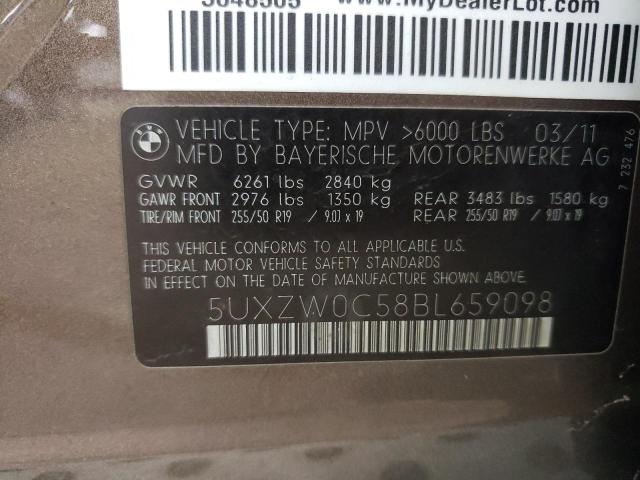 5048505 www.MyDealerLot.com
BMW
VEHICLE TYPE: MPV >6000 LBS 03/11
MFD BY BAYERISCHE MOTORENWERKE AG
GVWR 6261 lbs 2840 kg
GAWR FRONT 2976 lbs 1350 kg REAR 3483 lbs 1580 kg
TIRE/RIM FRONT 255/50 R19 / 9.0J x 19 REAR 255/50 R19 / 9.0J x 19
THIS VEHICLE CONFORMS TO ALL APPLICABLE U.S.
FEDERAL MOTOR VEHICLE SAFETY STANDARDS
IN EFFECT ON THE DATE OF MANUFACTURE SHOWN ABOVE.
5UXZW0C58BL659098
7 232 476